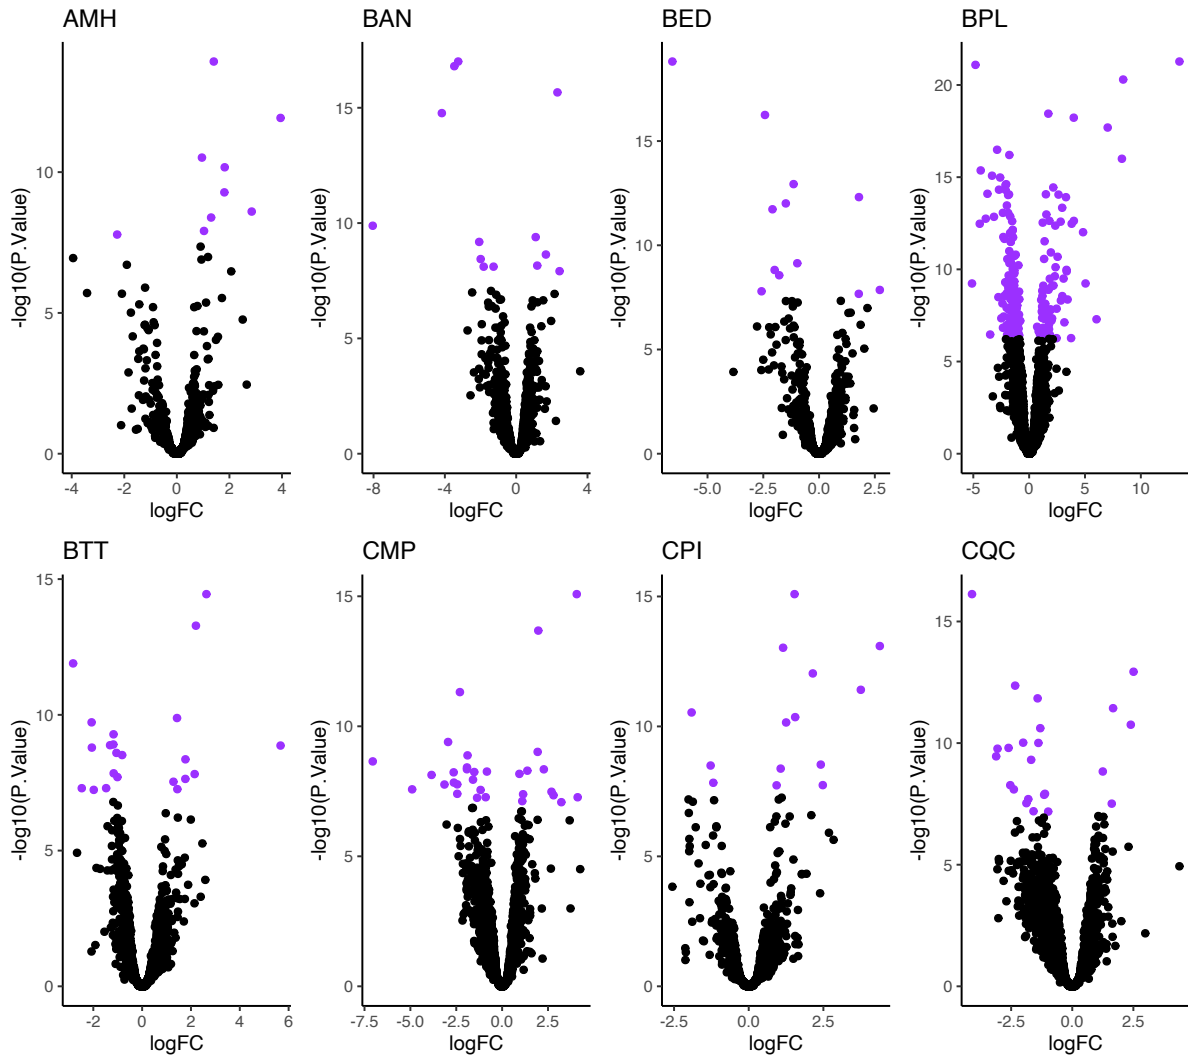 AMH BAN BED BPL
-log10(P.Value) -log10(P.Value) -log10(P.Value) -log10(P.Value)
10 5 0
15 10 5 0
15 10 5 0
20 15 10 5 0
-4 -2 0 2 4
-8 -4 0 4
-5.0 -2.5 0.0 2.5
-5 0 5 10
logFC logFC logFC logFC
BTT CMP CPI CQC
-log10(P.Value) -log10(P.Value) -log10(P.Value) -log10(P.Value)
15 10 5 0
15 10 5 0
15 10 5 0
15 10 5 0
-2 0 2 4 6
-7.5 -5.0 -2.5 0.0 2.5
-2.5 0.0 2.5
-2.5 0.0 2.5
logFC logFC logFC logFC